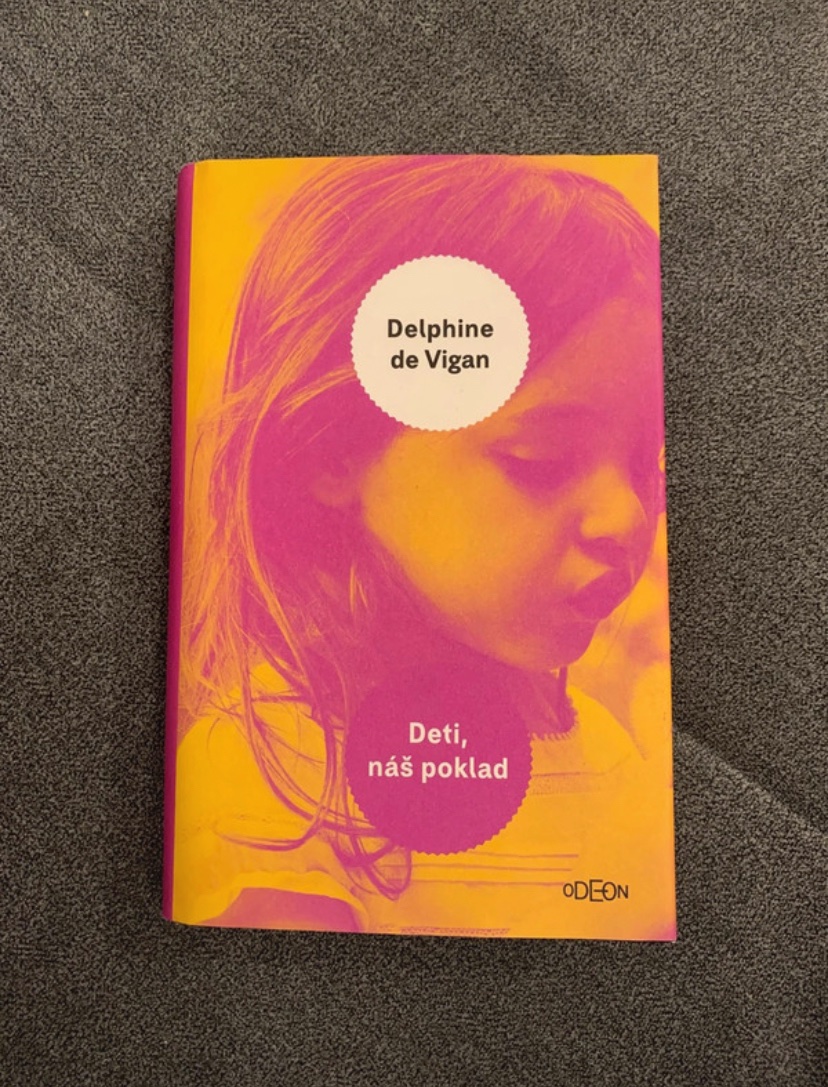 Delphine
de Vigan
Deti,
náš poklad
ODEON